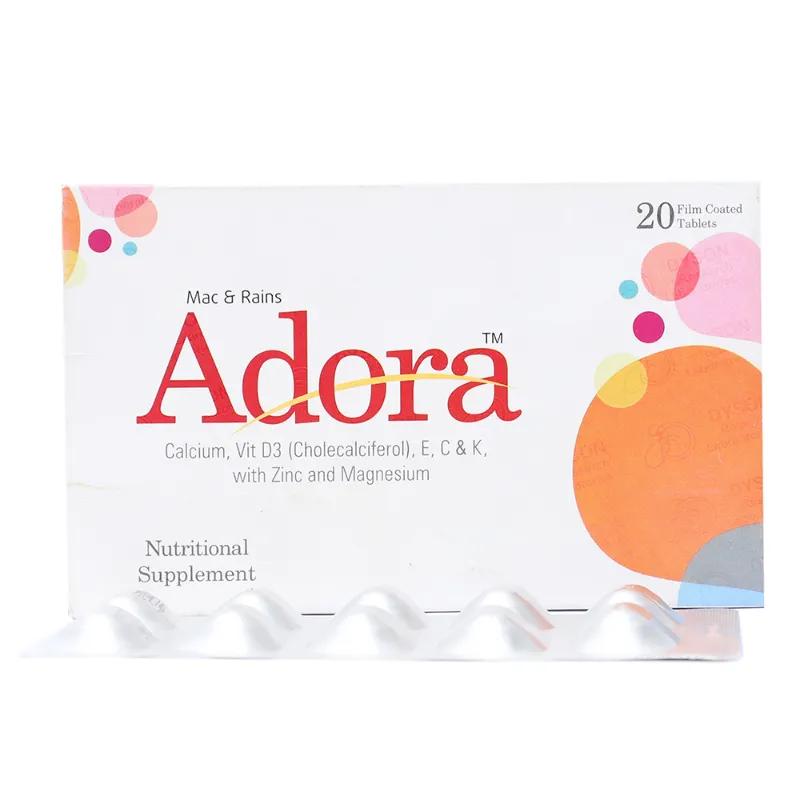 20 Film Coated
Tablets
Mac & Rains
Adora™
Calcium, Vit D3 (Cholecalciferol), E, C & K,
with Zinc and Magnesium
Nutritional
Supplement